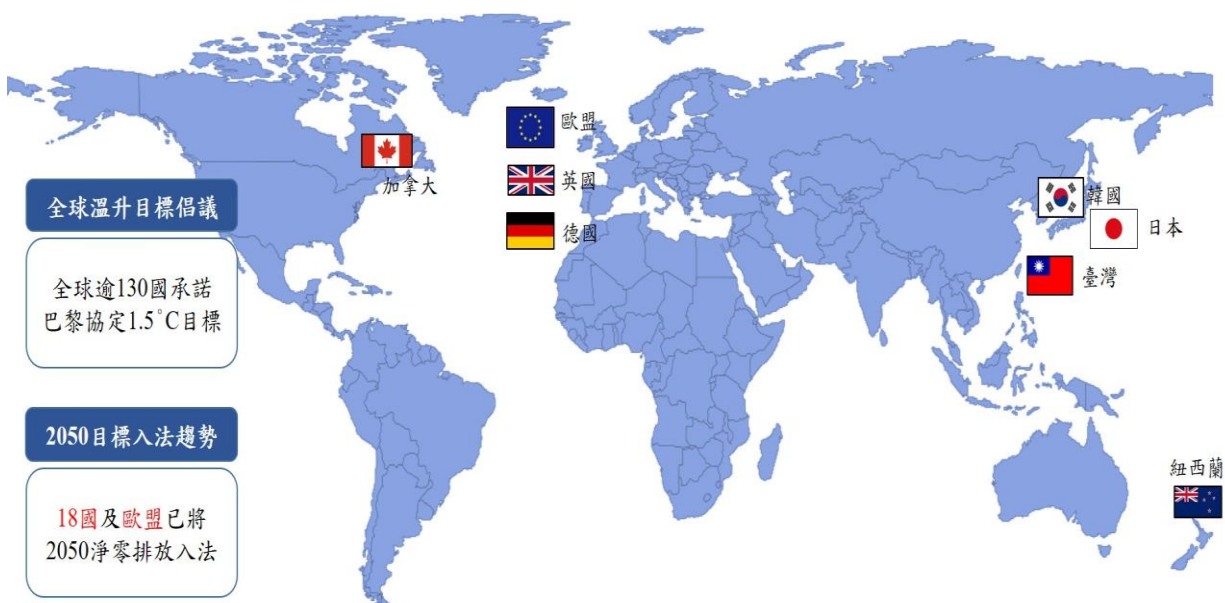 歐盟
加拿大
英國
德國
韓國
日本
臺灣
紐西蘭
全球溫升目標倡議
全球逾130國承諾
巴黎協定1.5°C目標
2050目標入法趨勢
18國及歐盟已將
2050淨零排放入法